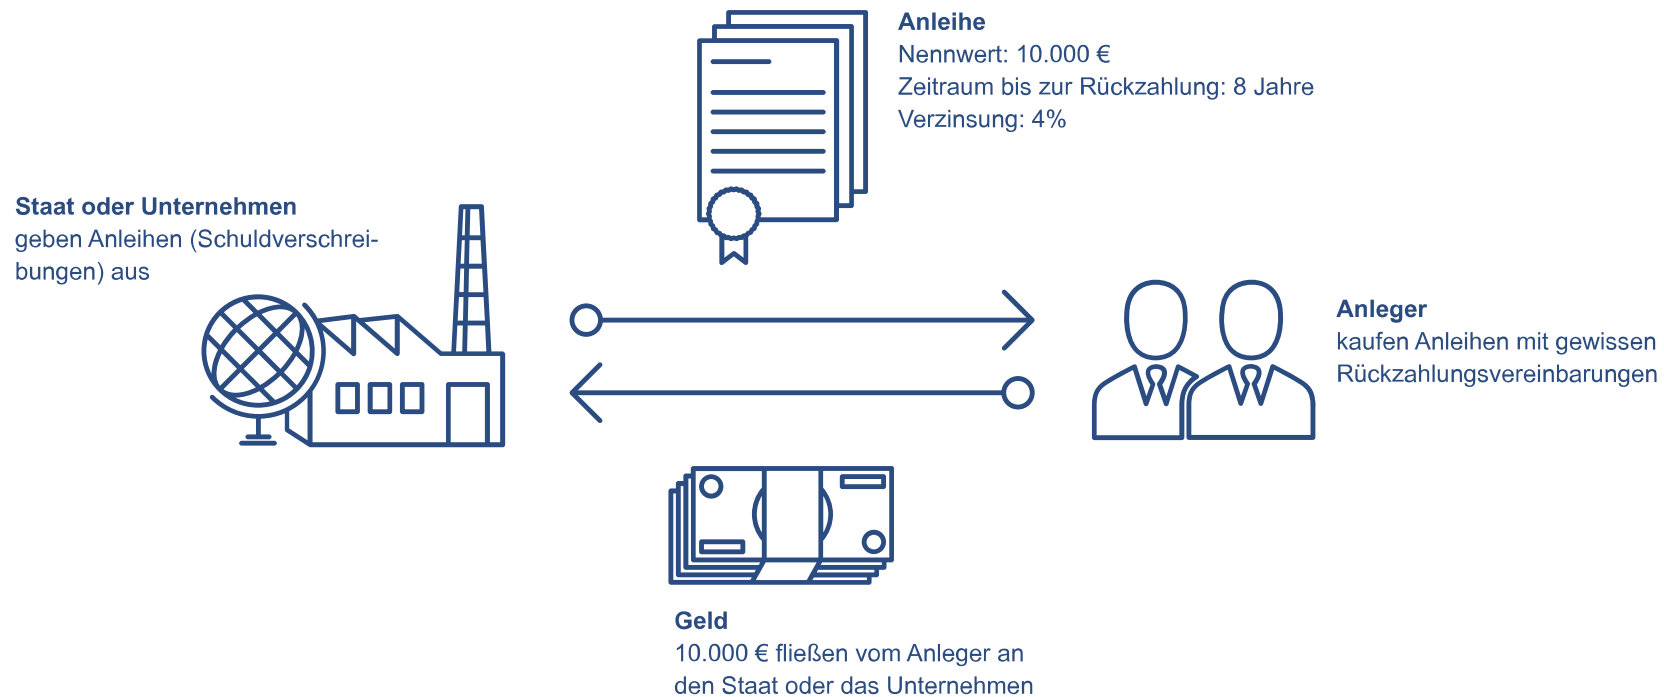 Anleihe
Nennwert: 10.000 €
Zeitraum bis zur Rückzahlung: 8 Jahre
Verzinsung: 4%
Staat oder Unternehmen
geben Anleihen (Schuldverschrei-
bungen) aus
Anleger
kaufen Anleihen mit gewissen
Rückzahlungsvereinbarungen
Geld
10.000 € fließen vom Anleger an
den Staat oder das Unternehmen